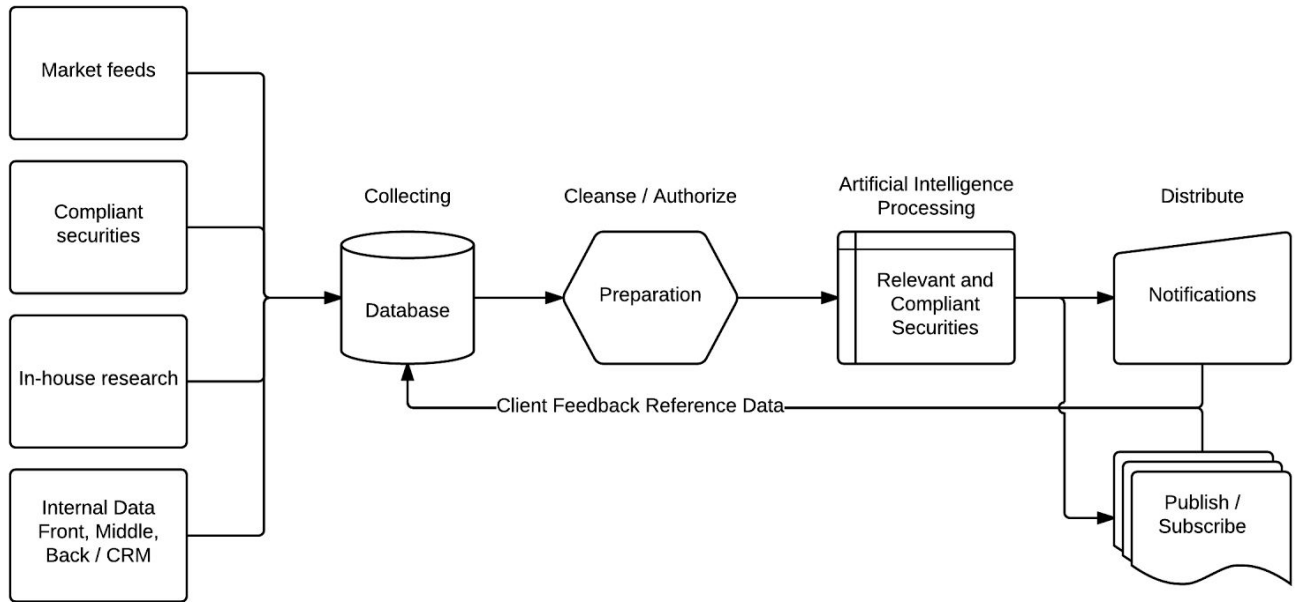 Market feeds
Compliant
securities
In-house research
Internal Data
Front, Middle,
Back / CRM
Collecting
Database
Cleanse / Authorize
Preparation
Artificial Intelligence
Processing
Relevant and
Compliant
Securities
Distribute
Notifications
Client Feedback Reference Data
Publish /
Subscribe